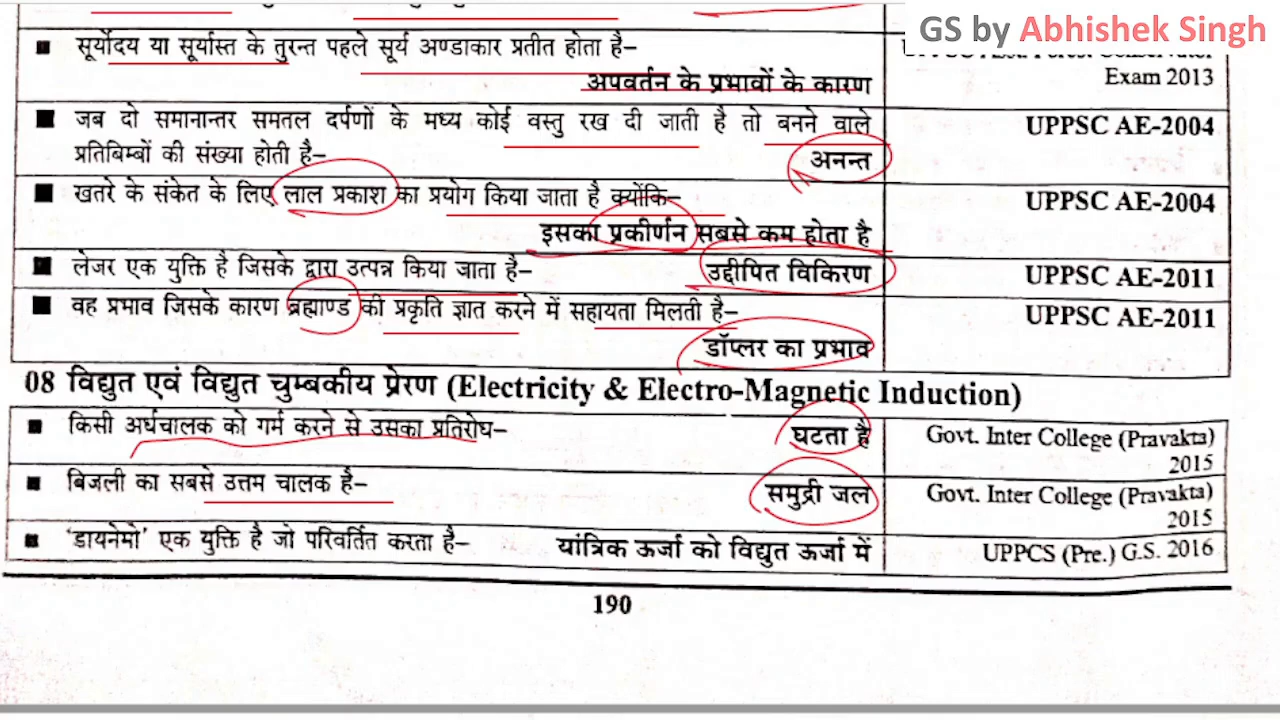 GS by Abhishek Singh
सूर्योदय या सूर्यास्त के तुरन्त पहले सूर्य अण्डाकार प्रतीत होता है–
अपवर्तन के प्रभावों के कारण
Exam 2013
जब दो समानान्तर समतल दर्पणों के मध्य कोई वस्तु रख दी जाती है तो बनने वाले
प्रतिबिम्बों की संख्या होती है–
अनन्त
UPPSC AE-2004
खतरे के संकेत के लिए लाल प्रकाश का प्रयोग किया जाता है क्योंकि–
इसका प्रकीर्णन सबसे कम होता है
UPPSC AE-2004
लेजर एक युक्ति है जिसके द्वारा उत्पन्न किया जाता है– उद्दीपित विकिरण
UPPSC AE-2011
वह प्रभाव जिसके कारण ब्रह्माण्ड की प्रकृति ज्ञात करने में सहायता मिलती है–
डॉप्लर का प्रभाव
UPPSC AE-2011
08 विद्युत एवं विद्युत चुम्बकीय प्रेरण (Electricity & Electro-Magnetic Induction)
किसी अर्धचालक को गर्म करने से उसका प्रतिरोध– घटता है
Govt. Inter College (Pravakta)
2015
बिजली का सबसे उत्तम चालक है– समुद्री जल
Govt. Inter College (Pravakta)
2015
'डायनेमो' एक युक्ति है जो परिवर्तित करता है– यांत्रिक ऊर्जा को विद्युत ऊर्जा में
UPPCS (Pre.) G.S. 2016
190